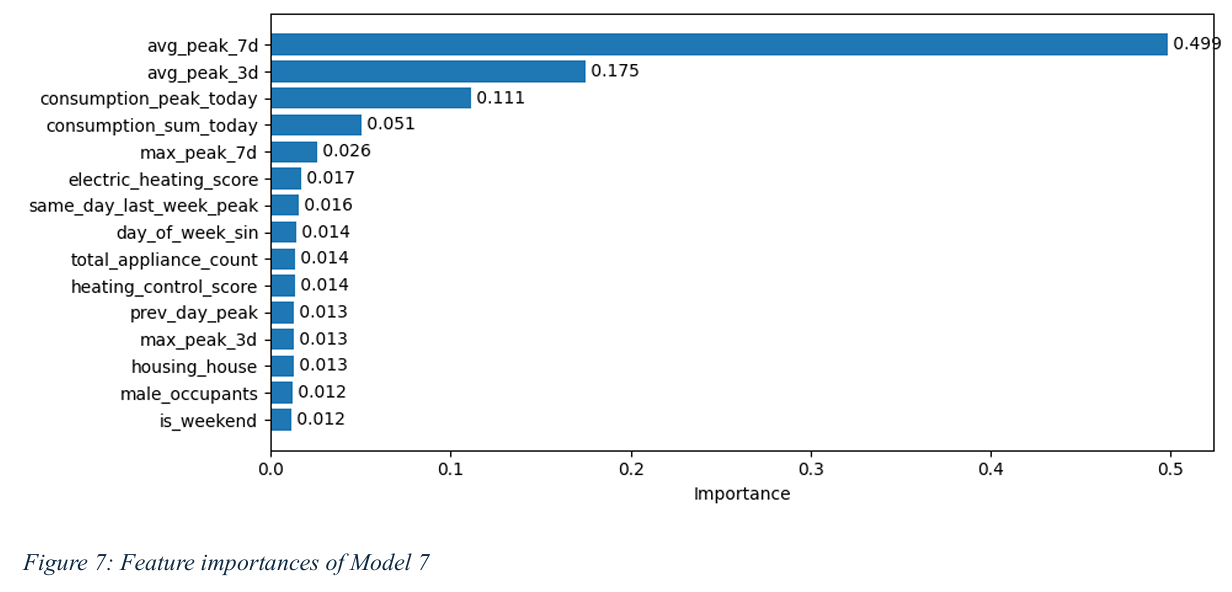 avg_peak_7d 0.499
avg_peak_3d 0.175
consumption_peak_today 0.111
consumption_sum_today 0.051
max_peak_7d 0.026
electric_heating_score 0.017
same_day_last_week_peak 0.016
day_of_week_sin 0.014
total_appliance_count 0.014
heating_control_score 0.014
prev_day_peak 0.013
max_peak_3d 0.013
housing_house 0.013
male_occupants 0.012
is_weekend 0.012
0.0 0.1 0.2 0.3 0.4 0.5
Importance
Figure 7: Feature importances of Model 7